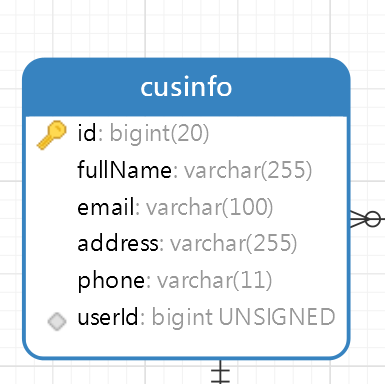 cusinfo
id: bigint(20)
fullName: varchar(255)
email: varchar(100)
address: varchar(255)
phone: varchar(11)
userId: bigint UNSIGNED